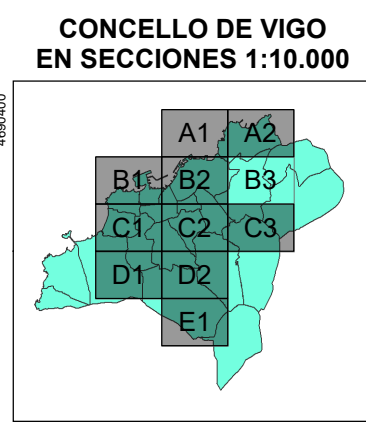 CONCELLO DE VIGO
EN SECCIONES 1:10.000
4690400
A1 A2
B1 B2 B3
C1 C2 C3
D1 D2
E1